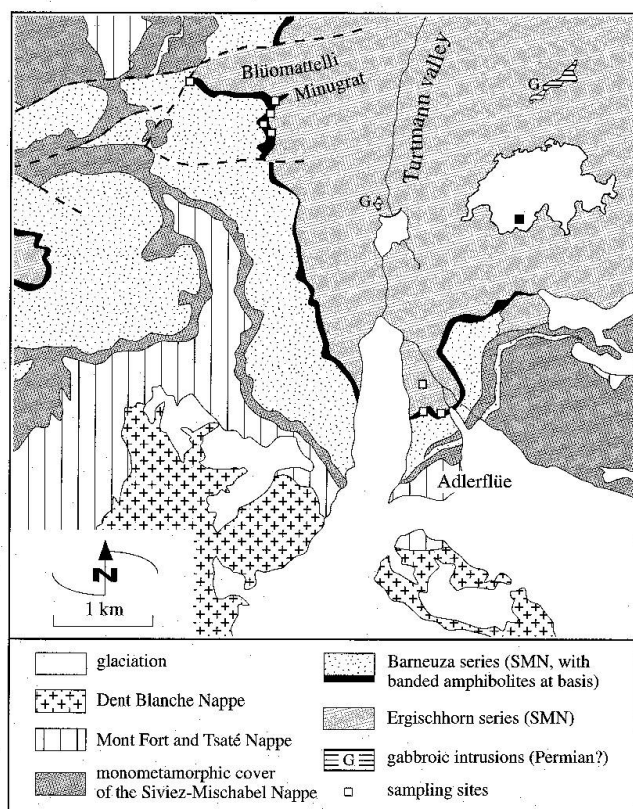 Blüomattelli
Minugrat
Turtmann valley
G
G
Adlerflüe
N
1 km
glaciation
Dent Blanche Nappe
Mont Fort and Tsaté Nappe
monometamorphic cover
of the Siviez-Mischabel Nappe
Barneuza series (SMN, with
banded amphibolites at basis)
Ergischhorn series (SMN)
G
gabbroic intrusions (Permian?)
sampling sites